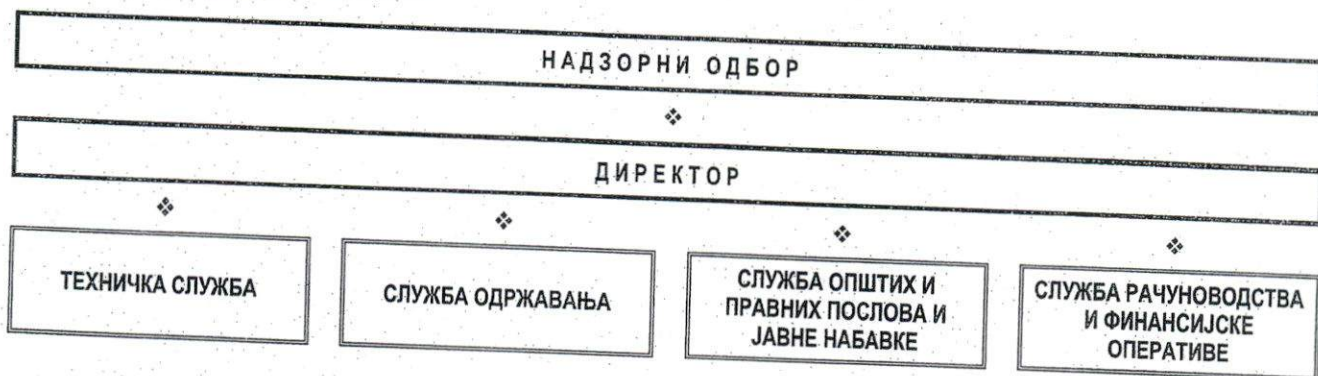 НАДЗОРНИ ОДБОР
ДИРЕКТОР
ТЕХНИЧКА СЛУЖБА
СЛУЖБА ОДРЖАВАЊА
СЛУЖБА ОПШТИХ И
ПРАВНИХ ПОСЛОВА И
ЈАВНЕ НАБАВКЕ
СЛУЖБА РАЧУНОВОДСТВА
И ФИНАНСИЈСКЕ
ОПЕРАТИВЕ